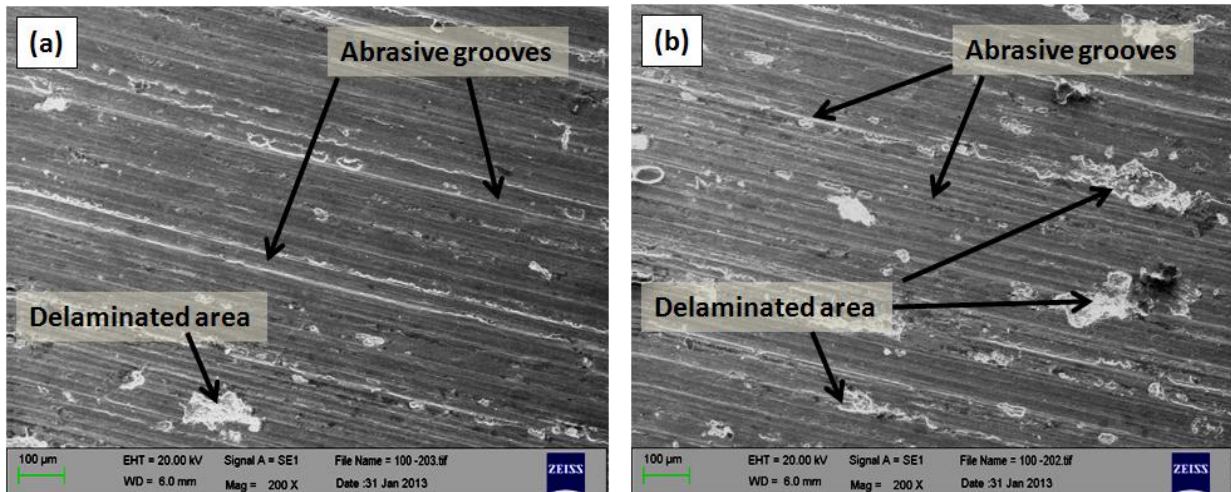 (a)
Abrasive grooves
Delaminated area
100 µm
EHT = 20.00 kV Signal A = SE1 File Name = 100 -203.tif
WD = 6.0 mm Mag = 200 X Date :31 Jan 2013
ZEISS
(b)
Abrasive grooves
Delaminated area
100 µm
EHT = 20.00 kV Signal A = SE1 File Name = 100 -202.tif
WD = 6.0 mm Mag = 200 X Date :31 Jan 2013
ZEISS